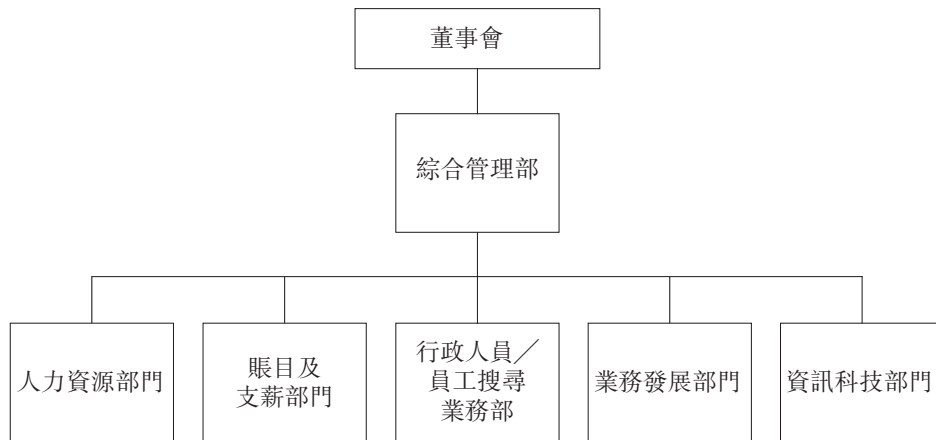 董事會
綜合管理部
人力資源部門
賬目及
支薪部門
行政人員╱
員工搜尋
業務部
業務發展部門
資訊科技部門